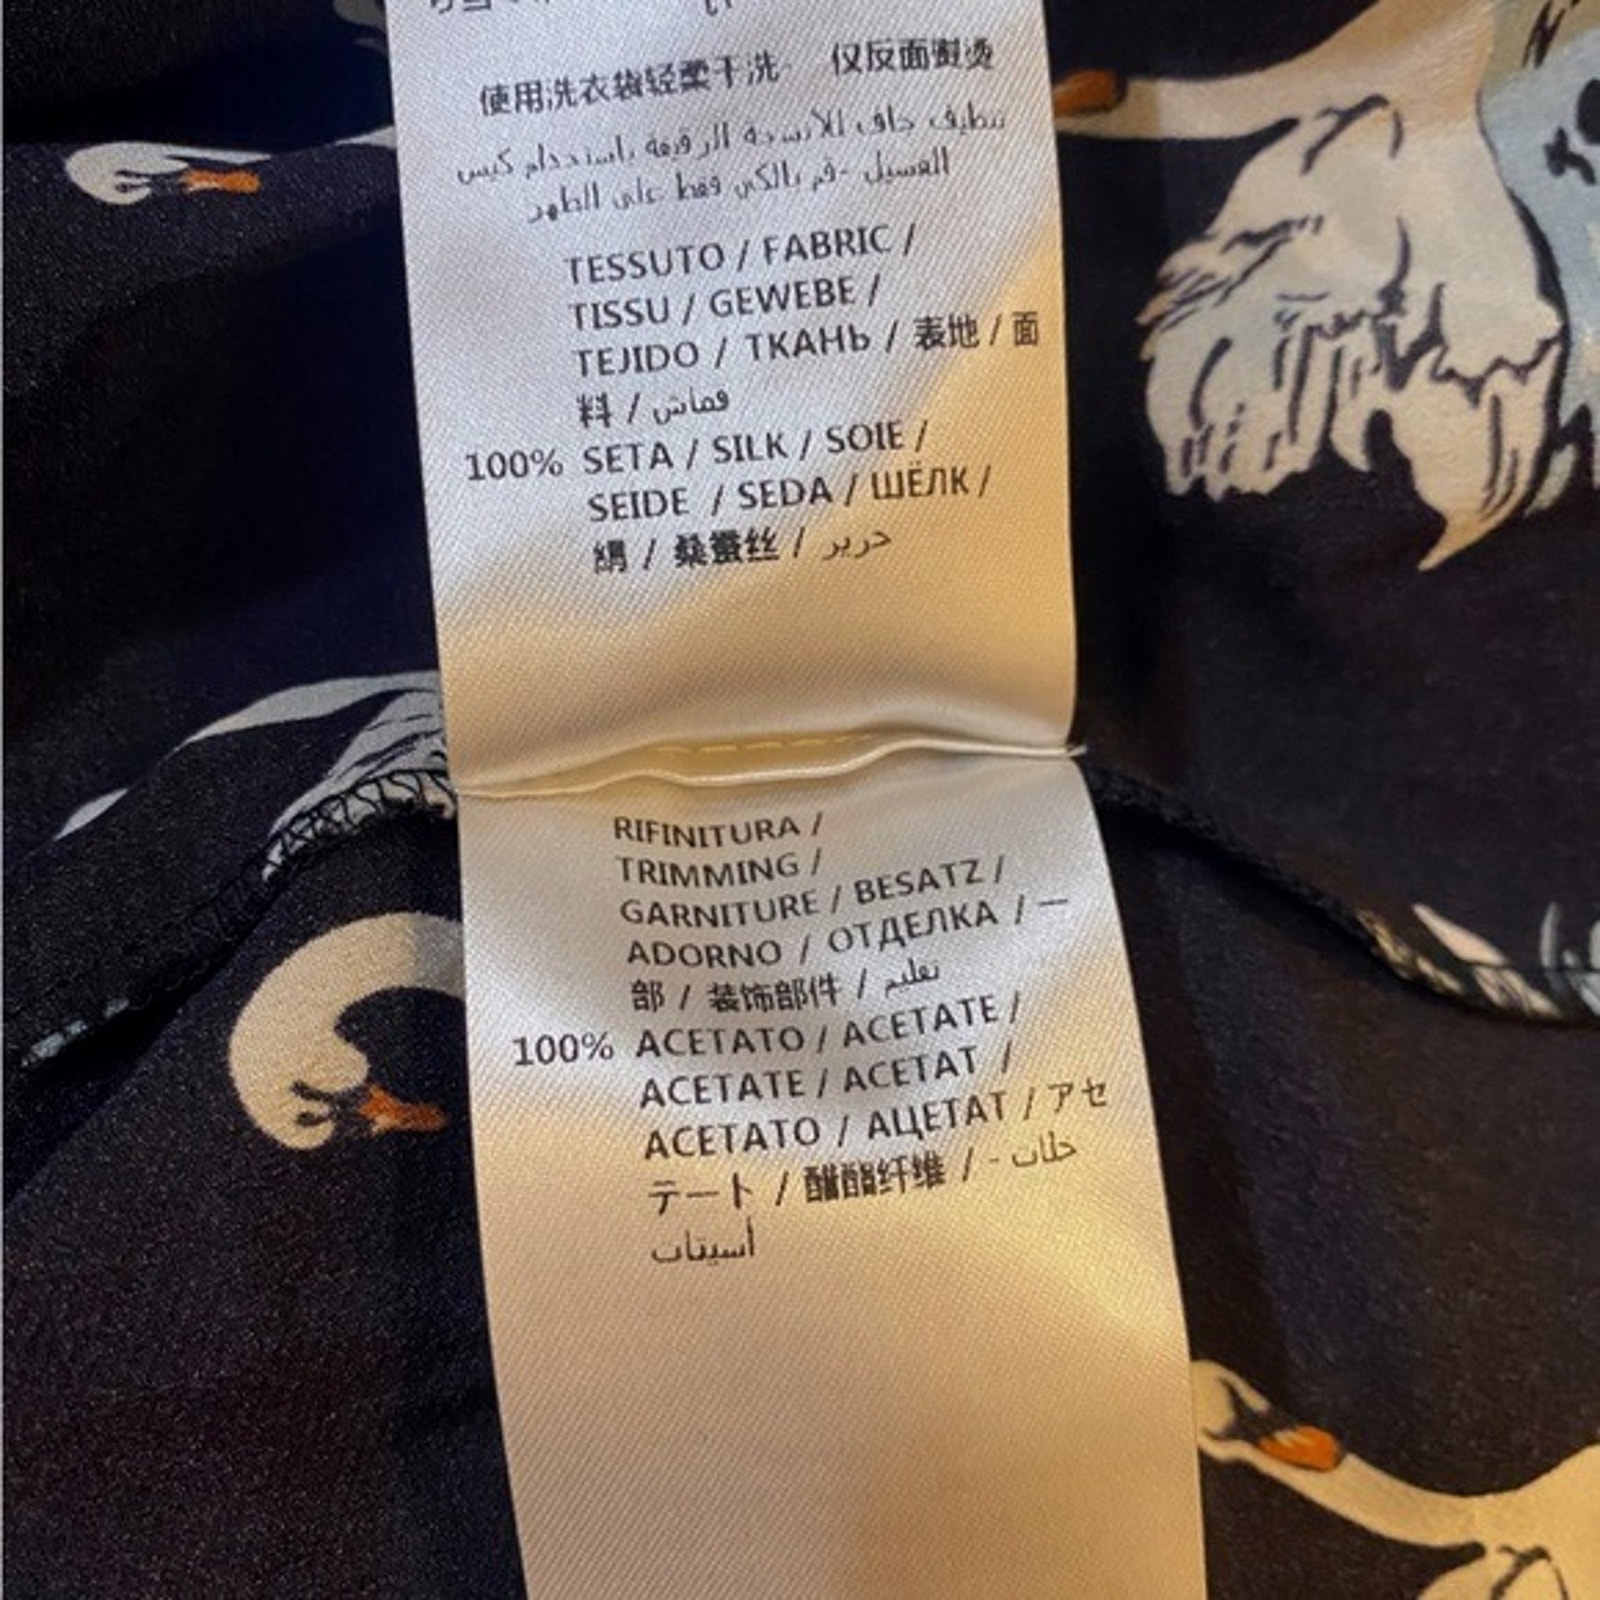 使用洗衣袋轻柔干洗- 仅反面熨烫
تنظيف جاف للأنسجة الرقيقة باستخدام كيس
الغسيل -قم بالكي فقط على الظهر
TESSUTO / FABRIC /
TISSU / GEWEBE /
TEJIDO / ТКАНЬ / 表地 / 面
料 / قماش
100% SETA / SILK / SOIE /
SEIDE / SEDA / ШЁЛК /
絹 / 桑蚕丝 / حرير
RIFINITURA /
TRIMMING /
GARNITURE / BESATZ /
ADORNO / ОТДЕЛКА / 一
部 / 装饰部件 / تقليم
100% ACETATO / ACETATE /
ACETATE / ACETAT /
ACETATO / АЦЕТАТ / アセ
テート / 醋酯纤维 / - خلات
أسيتات